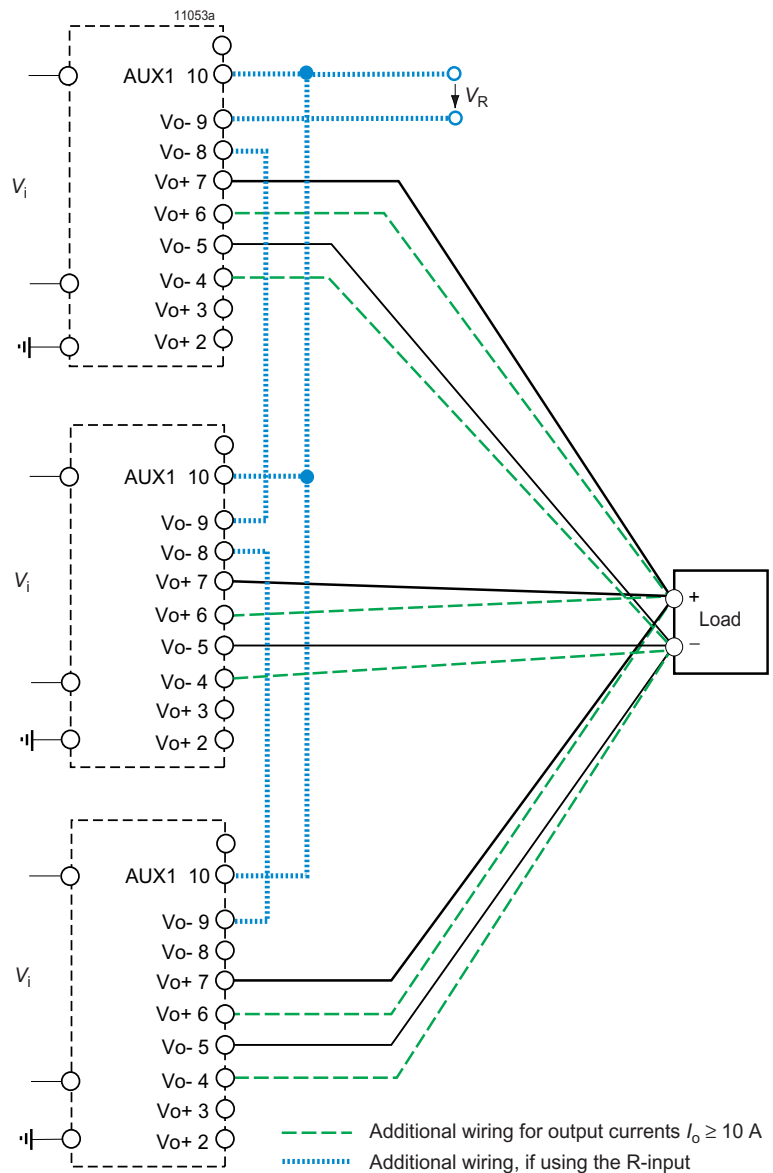 11053a
AUX1 10
V_R
Vo- 9
Vo- 8
V_i
Vo+ 7
Vo+ 6
Vo- 5
Vo- 4
Vo+ 3
Vo+ 2
AUX1 10
Vo- 9
Vo- 8
V_i
Vo+ 7
Vo+ 6
Vo- 5
Vo- 4
Vo+ 3
Vo+ 2
+
Load
–
AUX1 10
Vo- 9
Vo- 8
V_i
Vo+ 7
Vo+ 6
Vo- 5
Vo- 4
Vo+ 3
Vo+ 2
Additional wiring for output currents I_o ≥ 10 A
Additional wiring, if using the R-input